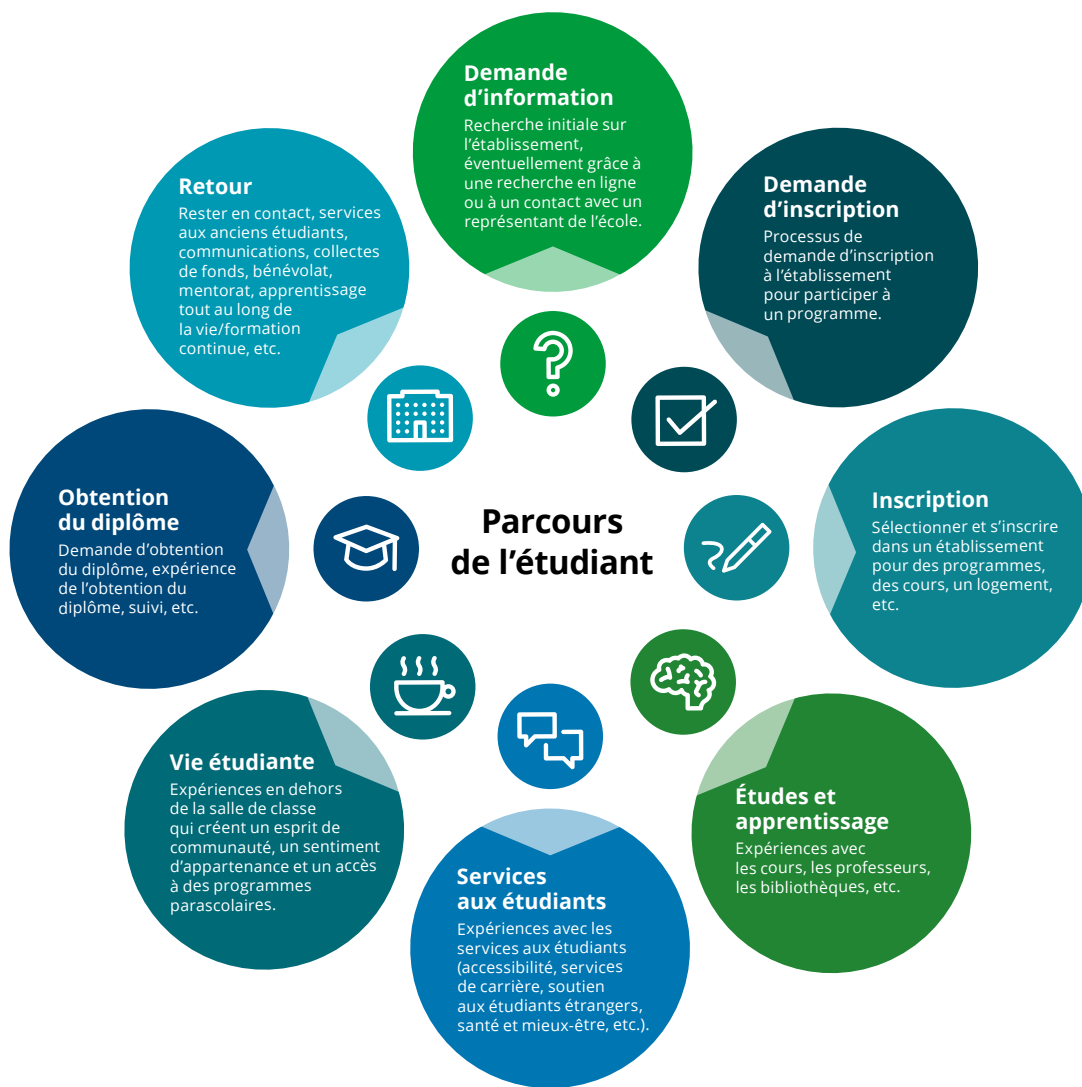 Demande
d’information
Recherche initiale sur
l’établissement,
éventuellement grâce à
une recherche en ligne
ou à un contact avec un
représentant de l’école.
Demande
d’inscription
Processus de
demande d’inscription
à l’établissement
pour participer à
un programme.
Inscription
Sélectionner et s’inscrire
dans un établissement
pour des programmes,
des cours, un logement,
etc.
Études et
apprentissage
Expériences avec
les cours, les professeurs,
les bibliothèques, etc.
Services
aux étudiants
Expériences avec les
services aux étudiants
(accessibilité, services
de carrière, soutien
aux étudiants étrangers,
santé et mieux-être, etc.).
Vie étudiante
Expériences en dehors
de la salle de classe
qui créent un esprit de
communauté, un sentiment
d’appartenance et un accès
à des programmes
parascolaires.
Obtention
du diplôme
Demande d’obtention
du diplôme, expérience
de l’obtention du
diplôme, suivi, etc.
Retour
Rester en contact, services
aux anciens étudiants,
communications, collectes
de fonds, bénévolat,
mentorat, apprentissage
tout au long de
la vie/formation
continue, etc.
Parcours
de l’étudiant